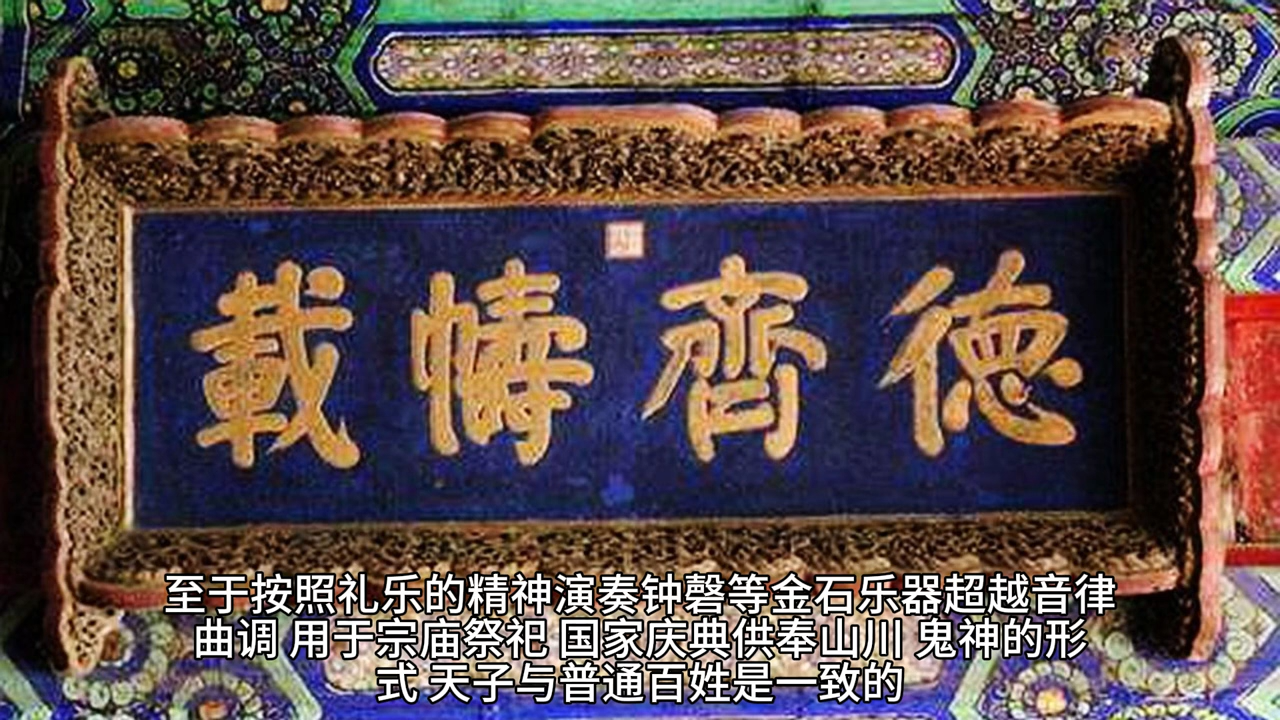 德齊幬載
至于按照礼乐的精神演奏钟磬等金石乐器超越音律
曲调 用于宗庙祭祀 国家庆典供奉山川 鬼神的形
式 天子与普通百姓是一致的